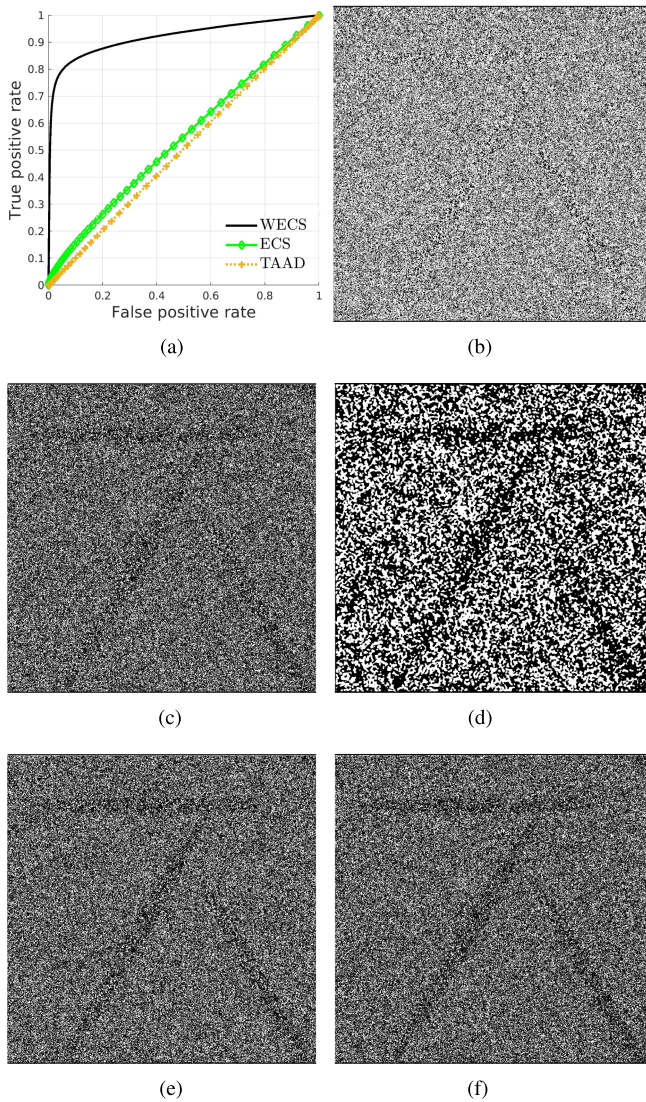 1
0.9
0.8
0.7
0.6
0.5
0.4
0.3
0.2
0.1
0
True positive rate
WECS
ECS
TAAD
0 0.2 0.4 0.6 0.8 1
False positive rate
(a) (b)
(c) (d)
(e) (f)